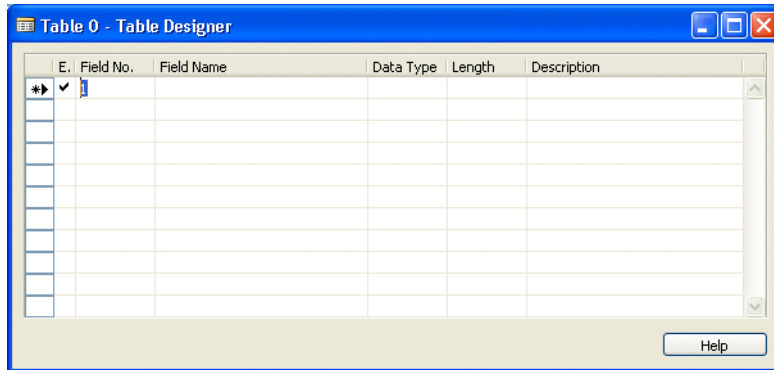 Table 0 - Table Designer
E. Field No. Field Name Data Type Length Description
1
Help